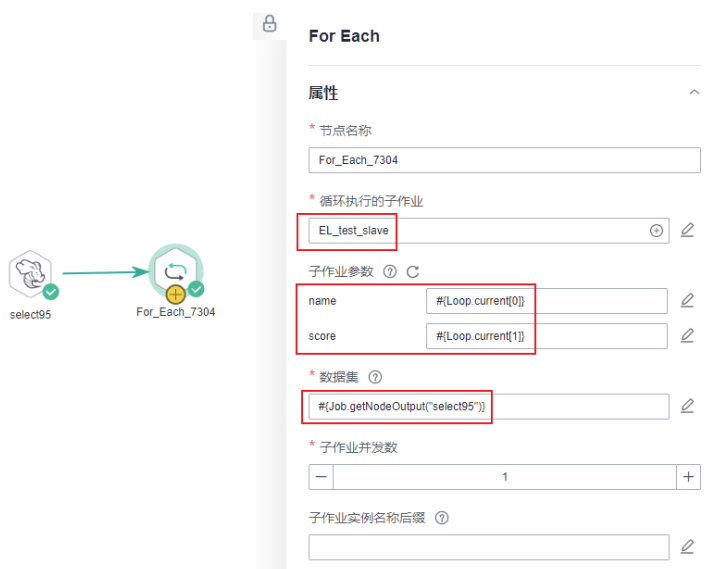 For Each
属性
* 节点名称
For_Each_7304
* 循环执行的子作业
EL_test_slave
子作业参数
name #{Loop.current[0]}
score #{Loop.current[1]}
* 数据集
#{Job.getNodeOutput("select95")}
* 子作业并发数
1
子作业实例名称后缀
select95
For_Each_7304